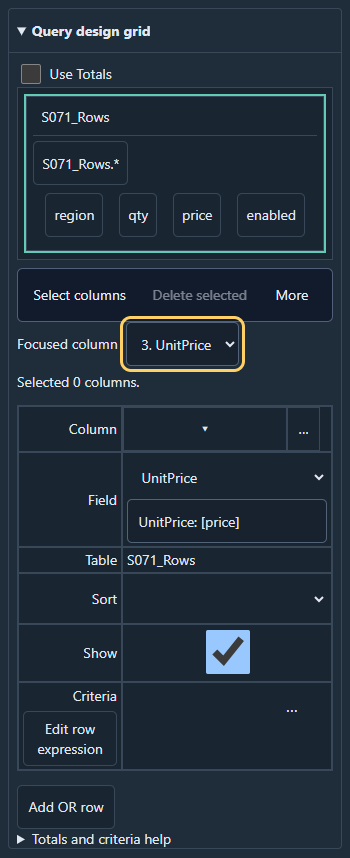 ▼ Query design grid
Use Totals
S071_Rows
S071_Rows.*
region qty price enabled
Select columns Delete selected More
Focused column 3. UnitPrice
Selected 0 columns.
Column ▼ ...
Field UnitPrice
UnitPrice: [price]
Table S071_Rows
Sort
Show
Criteria ...
Edit row
expression
Add OR row
▶ Totals and criteria help